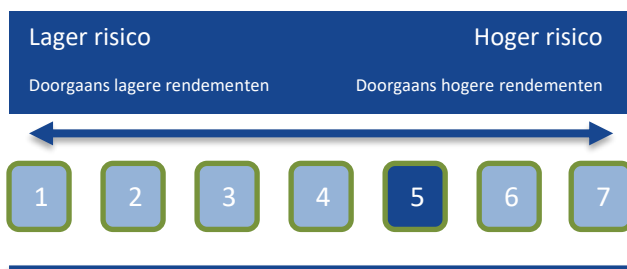 Lager risico Hoger risico
Doorgaans lagere rendementen Doorgaans hogere rendementen
1 2 3 4 5 6 7